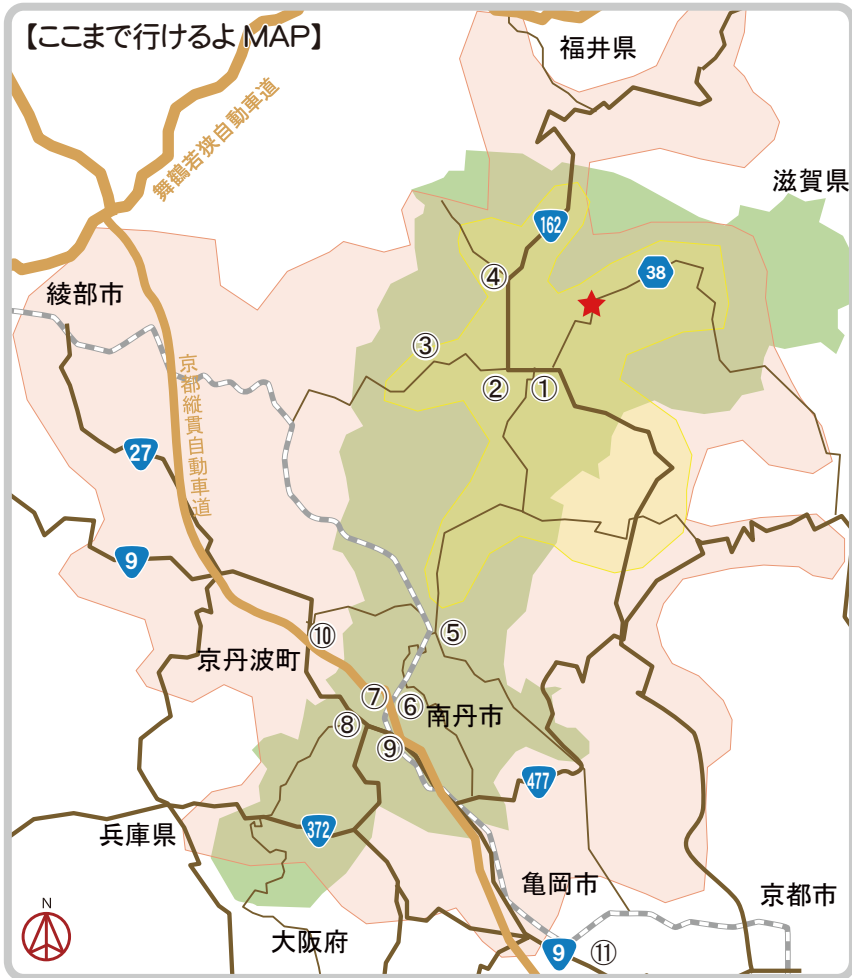 【ここまで行けるよ MAP】
福井県
舞鶴若狭自動車道
滋賀県
162
38
④
綾部市
③
②
①
京都縦貫自動車道
27
9
⑩
⑤
京丹波町
⑦
⑥
南丹市
⑧
⑨
477
372
兵庫県
亀岡市
京都市
N
大阪府
9
⑪